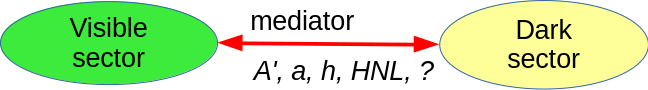 Visible
sector
mediator
A', a, h, HNL, ?
Dark
sector